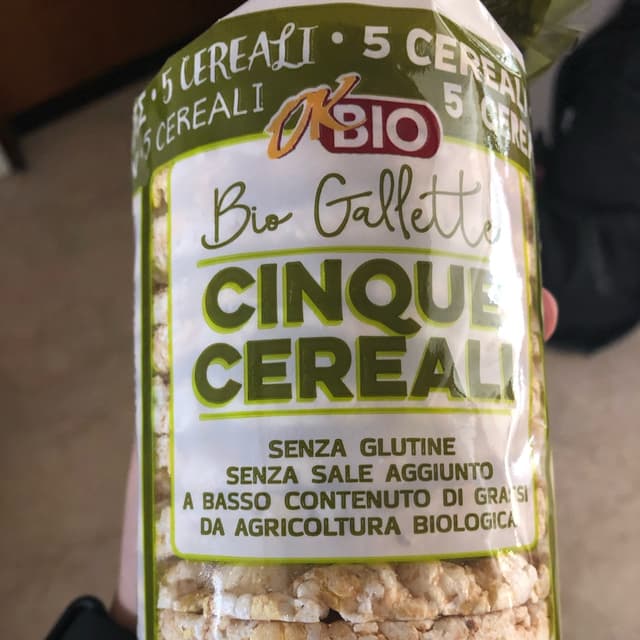 5 CEREALI • 5 CEREALI
5 CEREALI
5 CERE
OK BIO
Bio Gallette
CINQUE
CEREALI
SENZA GLUTINE
SENZA SALE AGGIUNTO
A BASSO CONTENUTO DI GRASSI
DA AGRICOLTURA BIOLOGICA